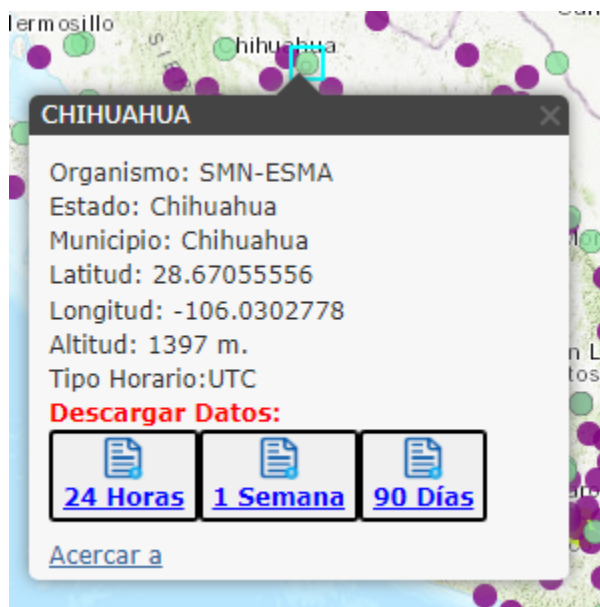 ermosillo
Chihuahua
CHIHUAHUA
Organismo: SMN-ESMA
Estado: Chihuahua
Municipio: Chihuahua
Latitud: 28.67055556
Longitud: -106.0302778
Altitud: 1397 m.
Tipo Horario:UTC
Descargar Datos:
24 Horas 1 Semana 90 Días
Acercar a